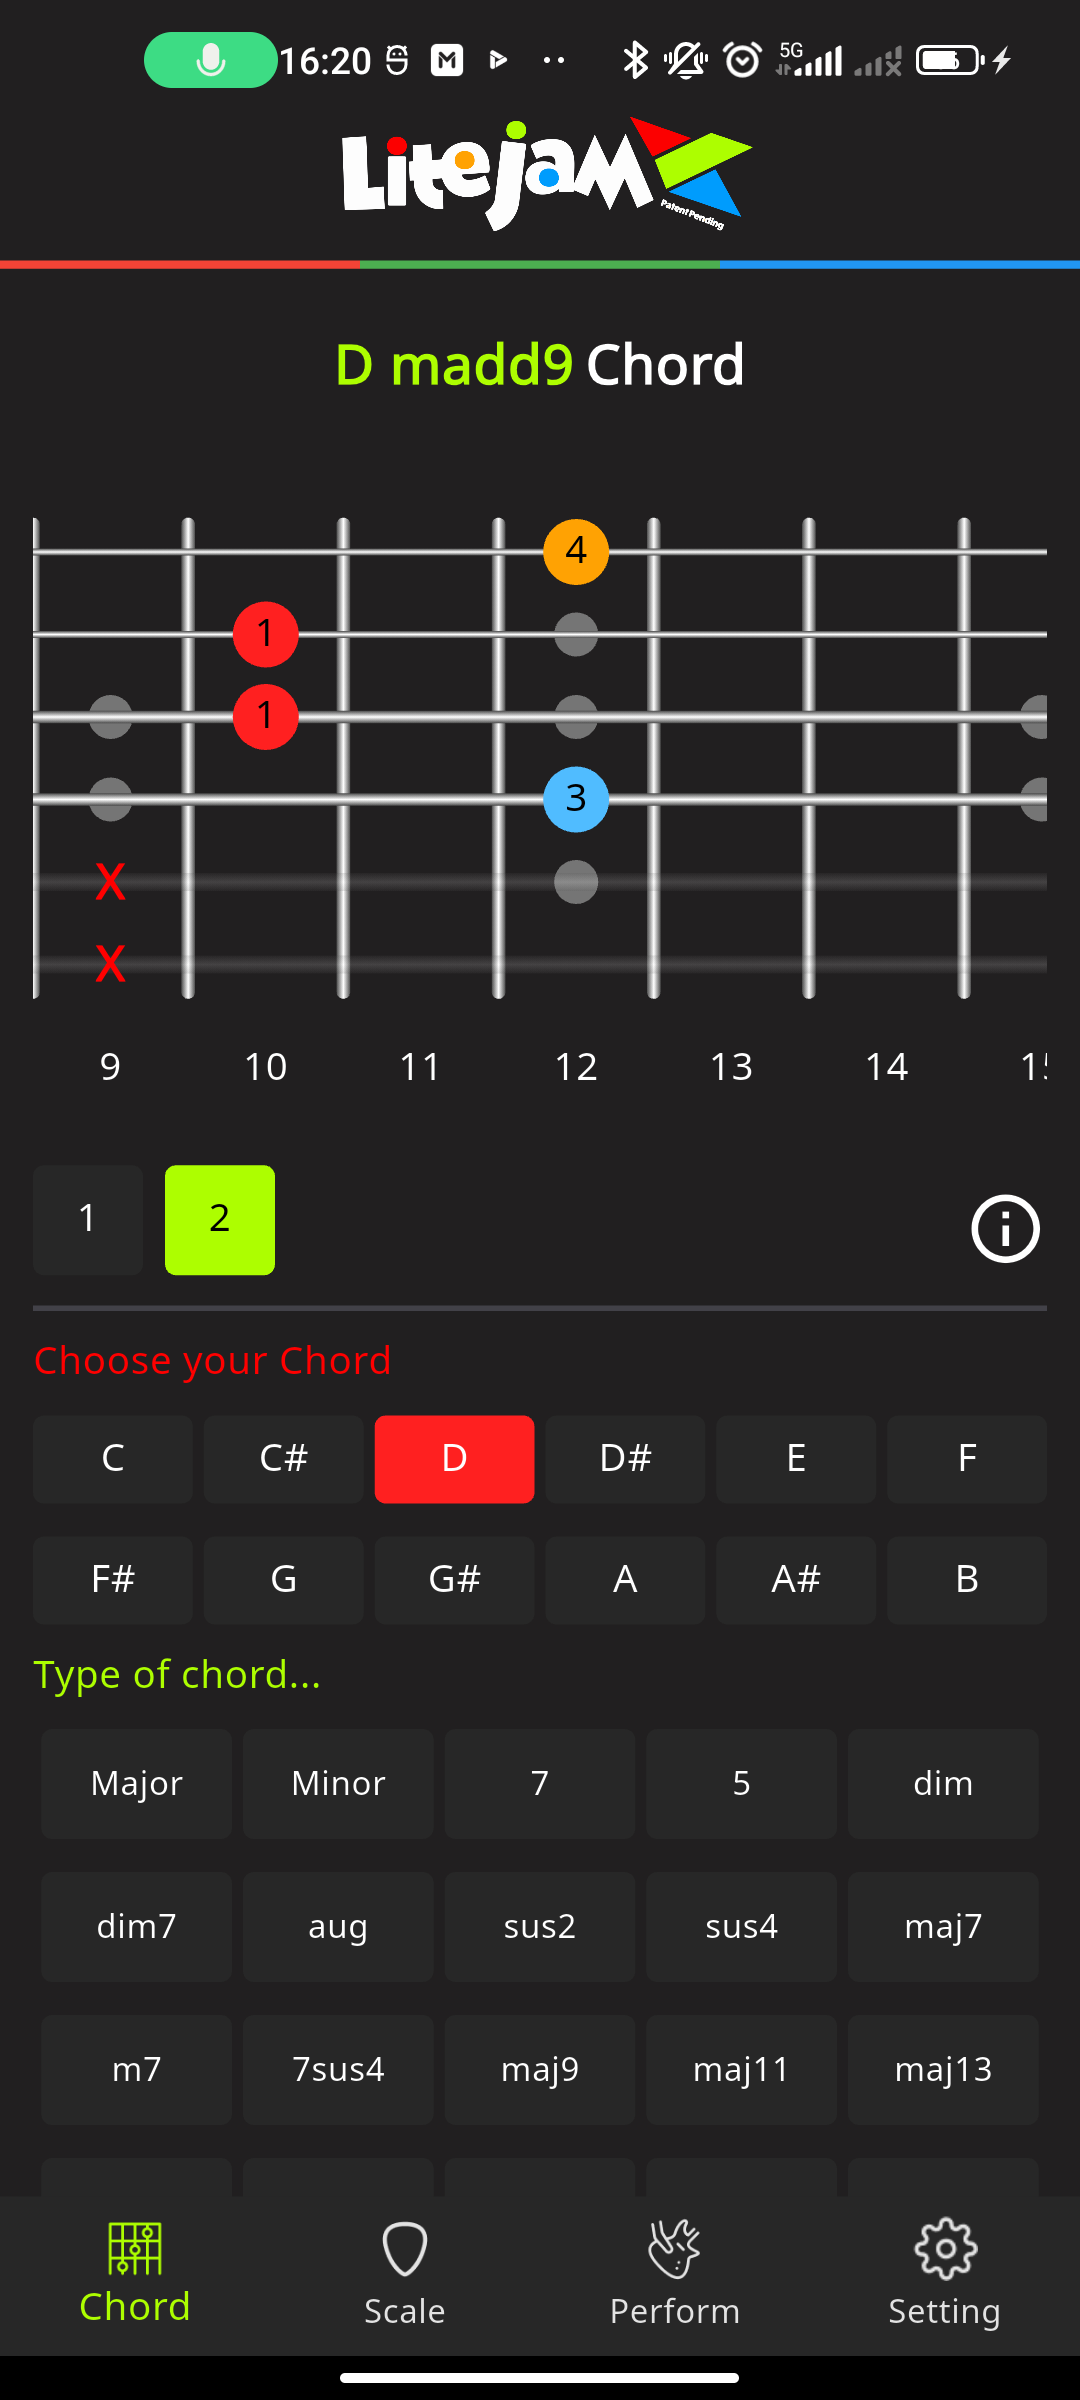 16:20 5G
Litejam
Patent Pending
D madd9 Chord
4
1
1
3
X
X
9 10 11 12 13 14
1 2
Choose your Chord
C C# D D# E F
F# G G# A A# B
Type of chord...
Major Minor 7 5 dim
dim7 aug sus2 sus4 maj7
m7 7sus4 maj9 maj11 maj13
Chord Scale Perform Setting